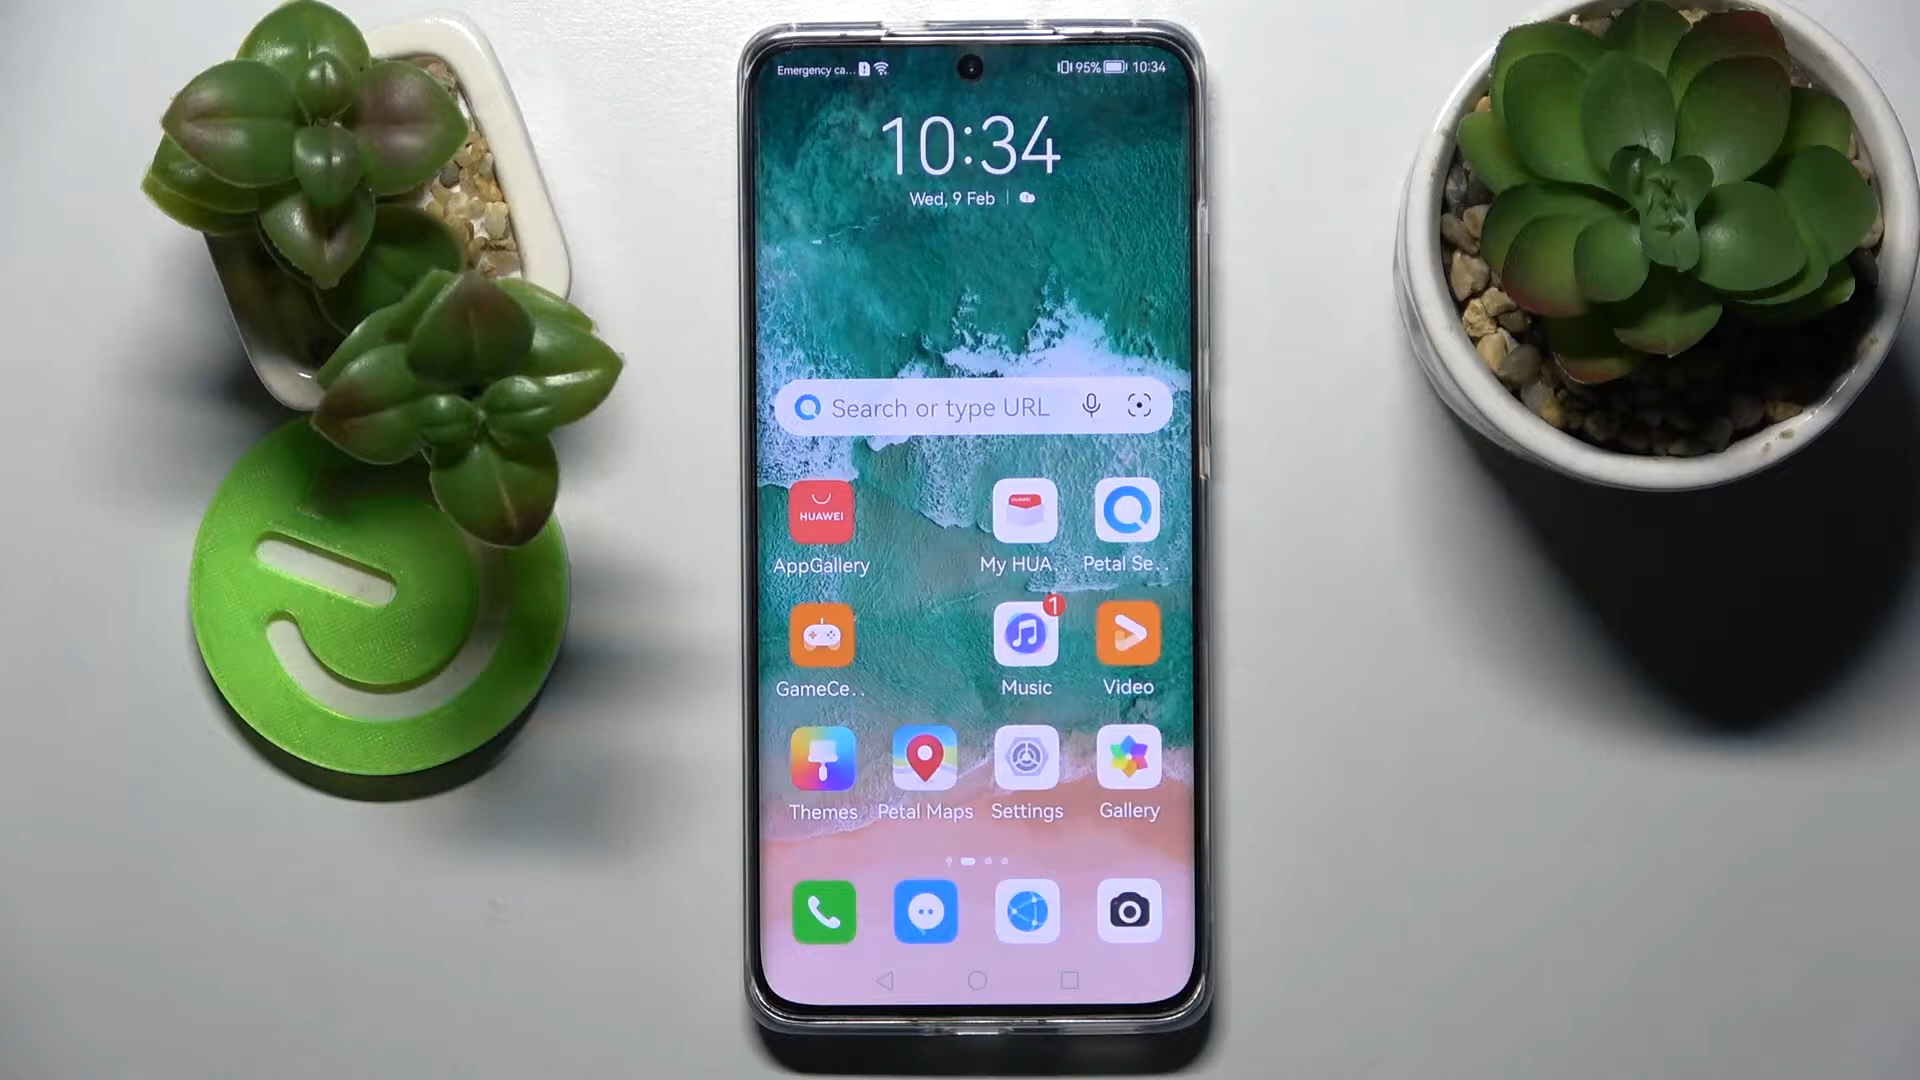 Emergency ca... 95% 10:34
10:34
Wed, 9 Feb
Search or type URL
HUAWEI
HUAWEI
AppGallery My HUA.. Petal Se..
1
GameCe.. Music Video
Themes Petal Maps Settings Gallery